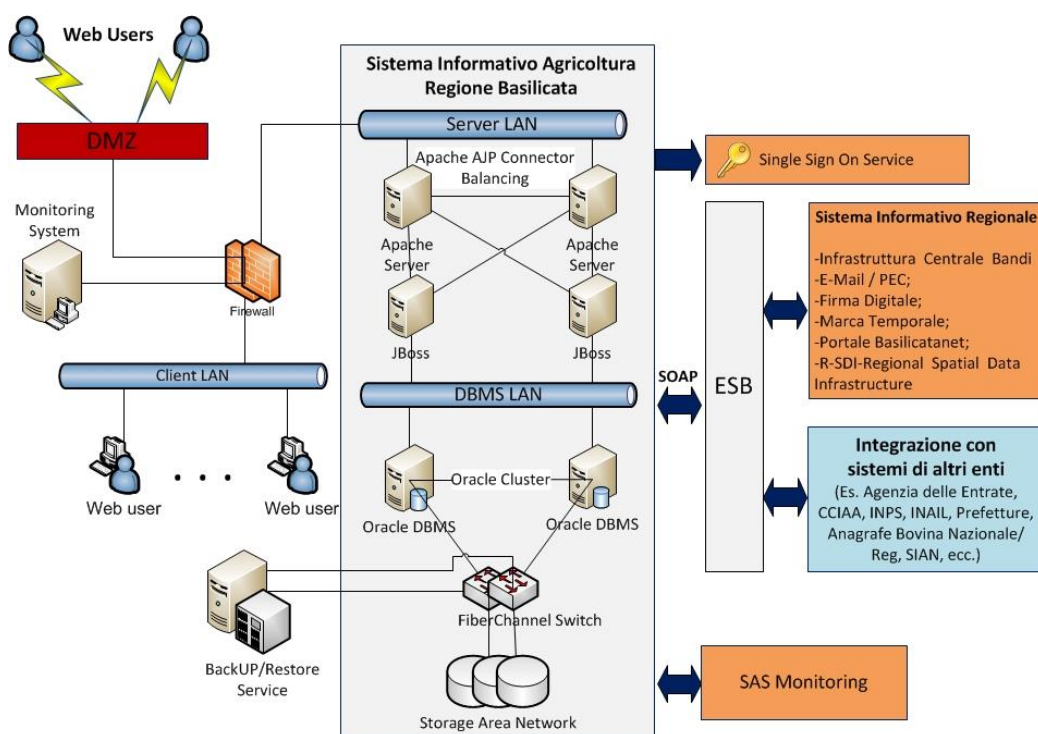 Web Users
DMZ
Monitoring
System
Firewall
Client LAN
Web user
. . .
Web user
BackUP/Restore
Service
Sistema Informativo Agricoltura
Regione Basilicata
Server LAN
Apache AJP Connector
Balancing
Apache
Server
Apache
Server
JBoss
JBoss
DBMS LAN
Oracle Cluster
Oracle DBMS
Oracle DBMS
FiberChannel Switch
Storage Area Network
SOAP
ESB
Single Sign On Service
Sistema Informativo Regionale
-Infrastruttura Centrale Bandi
-E-Mail / PEC;
-Firma Digitale;
-Marca Temporale;
-Portale Basilicatanet;
-R-SDI-Regional Spatial Data
Infrastructure
Integrazione con
sistemi di altri enti
(Es. Agenzia delle Entrate,
CCIAA, INPS, INAIL, Prefetture,
Anagrafe Bovina Nazionale/
Reg, SIAN, ecc.)
SAS Monitoring